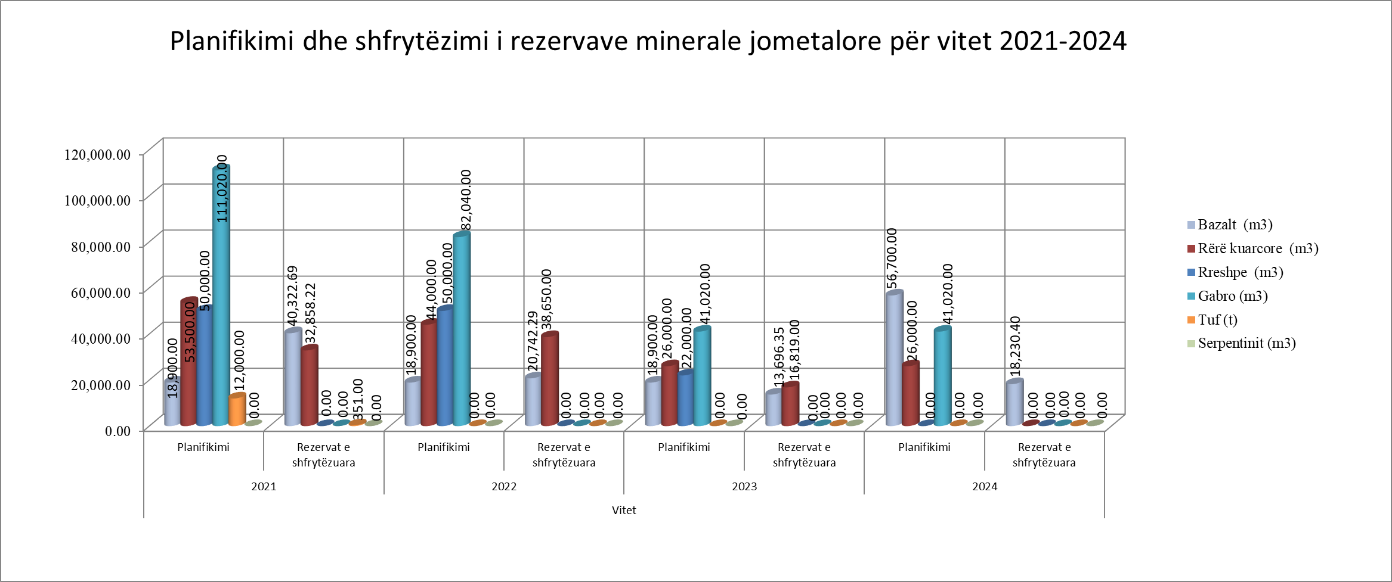 Planifikimi dhe shfrytëzimi i rezervave minerale jometalore për vitet 2021-2024
120,000.00
100,000.00
80,000.00
60,000.00
40,000.00
20,000.00
0.00
18,900.00
53,500.00
50,000.00
111,020.00
12,000.00
0.00
40,322.69
32,858.22
0.00
0.00
351.00
0.00
18,900.00
44,000.00
50,000.00
82,040.00
0.00
0.00
20,742.29
38,650.00
0.00
0.00
0.00
0.00
18,900.00
26,000.00
22,000.00
41,020.00
0.00
0.00
13,696.35
16,819.00
0.00
0.00
0.00
0.00
56,700.00
26,000.00
0.00
41,020.00
0.00
0.00
18,230.40
0.00
0.00
0.00
0.00
0.00
Planifikimi
Rezervat e
shfrytëzuara
Planifikimi
Rezervat e
shfrytëzuara
Planifikimi
Rezervat e
shfrytëzuara
Planifikimi
Rezervat e
shfrytëzuara
2021
2022
2023
2024
Vitet
Bazalt (m3)
Rërë kuarcore (m3)
Rreshpe (m3)
Gabro (m3)
Tuf (t)
Serpentinit (m3)